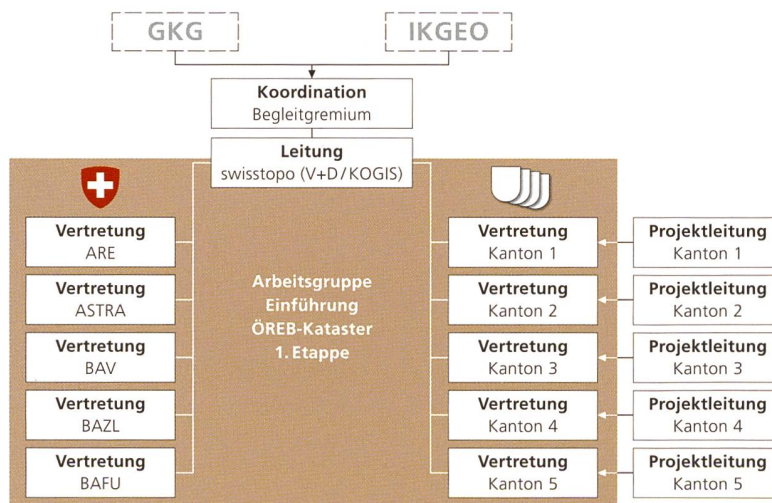 GKG
IKGEO
Koordination
Begleitgremium
Leitung
swisstopo (V+D/KOGIS)
Vertretung
ARE
Vertretung
ASTRA
Vertretung
BAV
Vertretung
BAZL
Vertretung
BAFU
Arbeitsgruppe
Einführung
ÖREB-Kataster
1. Etappe
Vertretung
Kanton 1
Projektleitung
Kanton 1
Vertretung
Kanton 2
Projektleitung
Kanton 2
Vertretung
Kanton 3
Projektleitung
Kanton 3
Vertretung
Kanton 4
Projektleitung
Kanton 4
Vertretung
Kanton 5
Projektleitung
Kanton 5